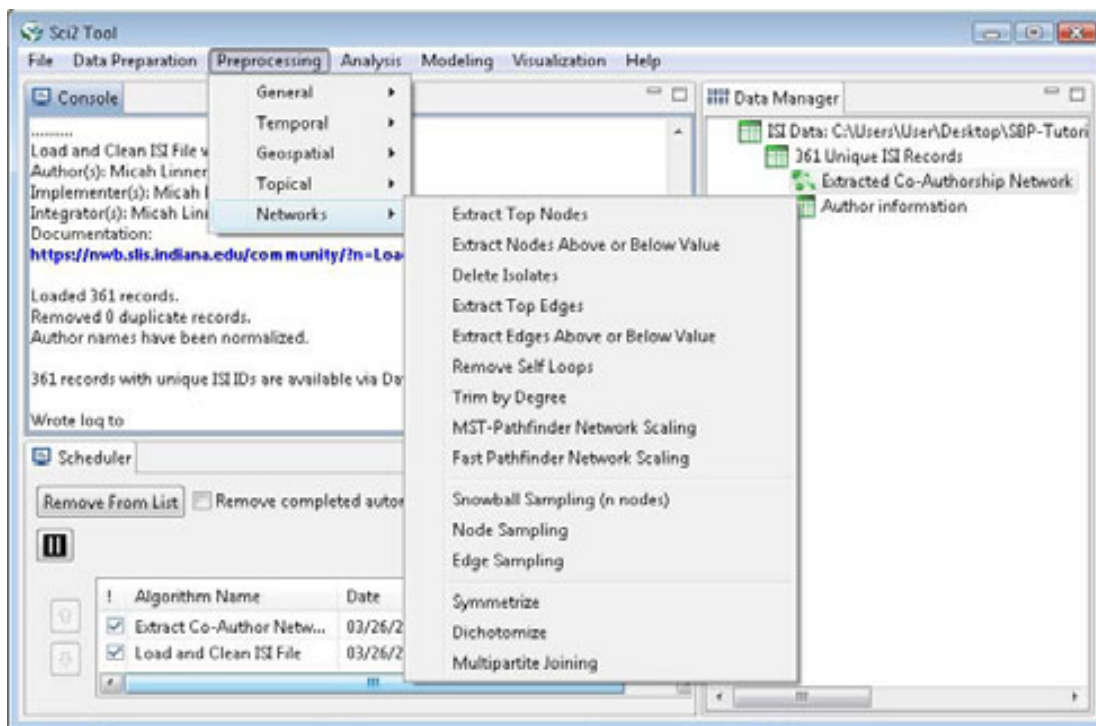 Sci2 Tool
File Data Preparation Preprocessing Analysis Modeling Visualization Help
Console
General
Temporal
Geospatial
Topical
Networks
.........
Load and Clean ISI File
Author(s): Micah Linner
Implementer(s): Micah
Integrator(s): Micah Lin
Documentation:
https://nwb.slis.indiana.edu/community/?n=Loa
Loaded 361 records.
Removed 0 duplicate records.
Author names have been normalized.
361 records with unique ISI IDs are available via Da
Wrote log to
Extract Top Nodes
Extract Nodes Above or Below Value
Delete Isolates
Extract Top Edges
Extract Edges Above or Below Value
Remove Self Loops
Trim by Degree
MST-Pathfinder Network Scaling
Fast Pathfinder Network Scaling
Snowball Sampling (n nodes)
Node Sampling
Edge Sampling
Symmetrize
Dichotomize
Multipartite Joining
Data Manager
ISI Data: C:\Users\User\Desktop\SBP-Tutori
361 Unique ISI Records
Extracted Co-Authorship Network
Author information
Scheduler
Remove From List Remove completed autor
! Algorithm Name Date
Extract Co-Author Netw... 03/26/2
Load and Clean ISI File 03/26/2